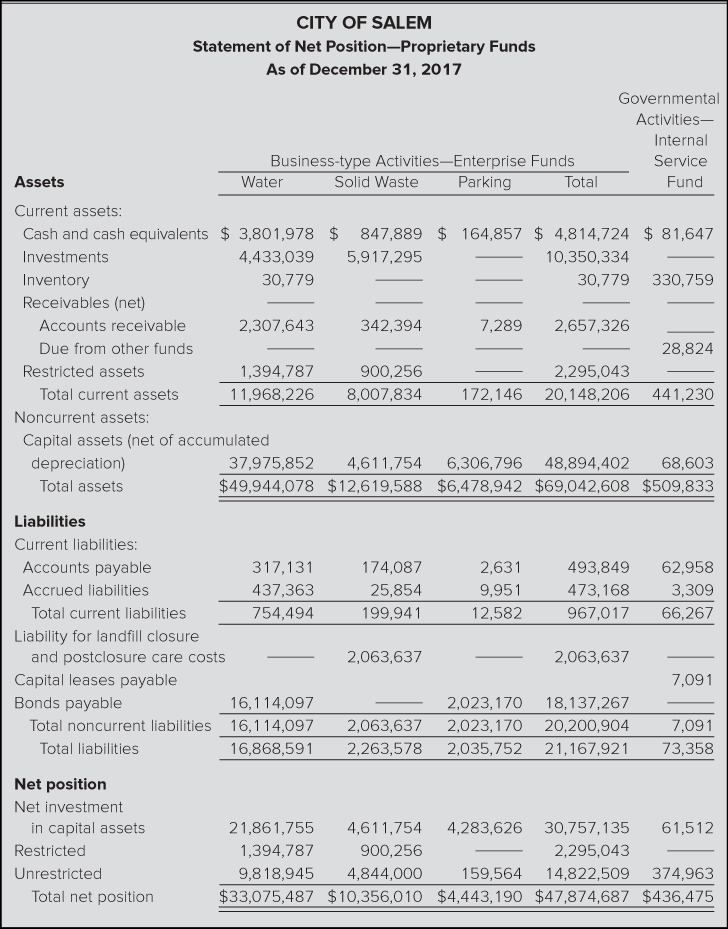 CITY OF SALEM
Statement of Net Position—Proprietary Funds
As of December 31, 2017
Governmental
Activities—
Internal
Business-type Activities—Enterprise Funds Service
Assets Water Solid Waste Parking Total Fund
Current assets:
Cash and cash equivalents $ 3,801,978 $ 847,889 $ 164,857 $ 4,814,724 $ 81,647
Investments 4,433,039 5,917,295 —— 10,350,334 ——
Inventory 30,779 —— —— 30,779 330,759
Receivables (net) —— —— —— —— ——
Accounts receivable 2,307,643 342,394 7,289 2,657,326 ——
Due from other funds —— —— —— —— 28,824
Restricted assets 1,394,787 900,256 —— 2,295,043 ——
Total current assets 11,968,226 8,007,834 172,146 20,148,206 441,230
Noncurrent assets:
Capital assets (net of accumulated
depreciation) 37,975,852 4,611,754 6,306,796 48,894,402 68,603
Total assets $49,944,078 $12,619,588 $6,478,942 $69,042,608 $509,833
Liabilities
Current liabilities:
Accounts payable 317,131 174,087 2,631 493,849 62,958
Accrued liabilities 437,363 25,854 9,951 473,168 3,309
Total current liabilities 754,494 199,941 12,582 967,017 66,267
Liability for landfill closure
and postclosure care costs —— 2,063,637 —— 2,063,637 ——
Capital leases payable 7,091
Bonds payable 16,114,097 —— 2,023,170 18,137,267 ——
Total noncurrent liabilities 16,114,097 2,063,637 2,023,170 20,200,904 7,091
Total liabilities 16,868,591 2,263,578 2,035,752 21,167,921 73,358
Net position
Net investment
in capital assets 21,861,755 4,611,754 4,283,626 30,757,135 61,512
Restricted 1,394,787 900,256 —— 2,295,043 ——
Unrestricted 9,818,945 4,844,000 159,564 14,822,509 374,963
Total net position $33,075,487 $10,356,010 $4,443,190 $47,874,687 $436,475